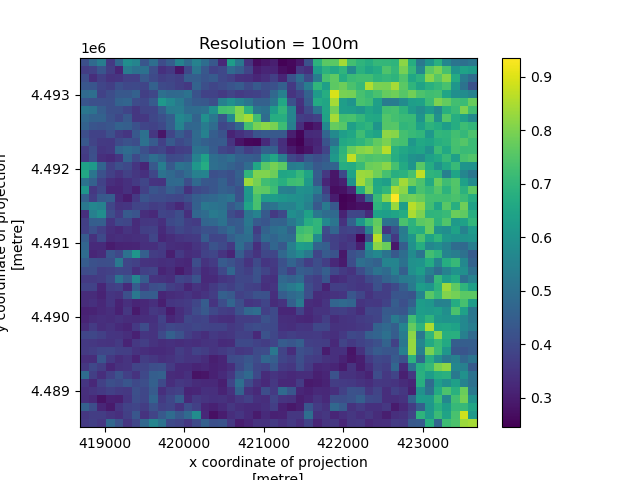 Resolution = 100m
1e6
4.493
4.492
4.491
4.490
4.489
y coordinate of projection
[metre]
419000 420000 421000 422000 423000
x coordinate of projection
[metre]
0.9
0.8
0.7
0.6
0.5
0.4
0.3